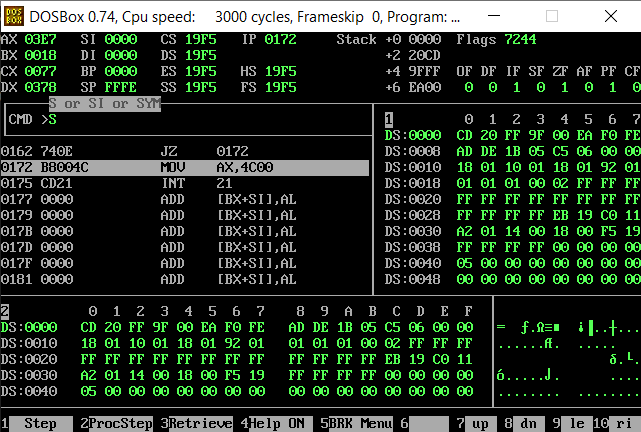 DOSBox 0.74, Cpu speed: 3000 cycles, Frameskip 0, Program: ...
AX 03E7 SI 0000 CS 19F5 IP 0172 Stack +0 0000 Flags 7244
BX 0018 DI 0000 DS 19F5 +2 20CD
CX 0077 BP 0000 ES 19F5 HS 19F5 +4 9FFF OF DF IF SF ZF AF PF CF
DX 0378 SP FFFE SS 19F5 FS 19F5 +6 EA00 0 0 1 0 1 0 1 0
S or SI or SYM
CMD >S
1 0 1 2 3 4 5 6 7
DS:0000 CD 20 FF 9F 00 EA F0 FE
0162 740E JZ 0172 DS:0008 AD DE 1B 05 C5 06 00 00
0172 B8004C MOV AX,4C00 DS:0010 18 01 10 01 18 01 92 01
0175 CD21 INT 21 DS:0018 01 01 01 00 02 FF FF FF
0177 0000 ADD [BX+SI],AL DS:0020 FF FF FF FF FF FF FF FF
0179 0000 ADD [BX+SI],AL DS:0028 FF FF FF FF EB 19 C0 11
017B 0000 ADD [BX+SI],AL DS:0030 A2 01 14 00 18 00 F5 19
017D 0000 ADD [BX+SI],AL DS:0038 FF FF FF FF 00 00 00 00
017F 0000 ADD [BX+SI],AL DS:0040 05 00 00 00 00 00 00 00
0181 0000 ADD [BX+SI],AL DS:0048 00 00 00 00 00 00 00 00
2 0 1 2 3 4 5 6 7 8 9 A B C D E F
DS:0000 CD 20 FF 9F 00 EA F0 FE AD DE 1B 05 C5 06 00 00 = ƒ.Ω≡■ ¡▐..┼...
DS:0010 18 01 10 01 18 01 92 01 01 01 01 00 02 FF FF FF ......Æ. .....
DS:0020 FF FF FF FF FF FF FF FF FF FF FF FF EB 19 C0 11 δ.└.
DS:0030 A2 01 14 00 18 00 F5 19 FF FF FF FF 00 00 00 00 ó.....⌡. ....
DS:0040 05 00 00 00 00 00 00 00 00 00 00 00 00 00 00 00 ........ ........
1 Step 2ProcStep 3Retrieve 4Help ON 5BRK Menu 6 7 up 8 dn 9 le 10 ri